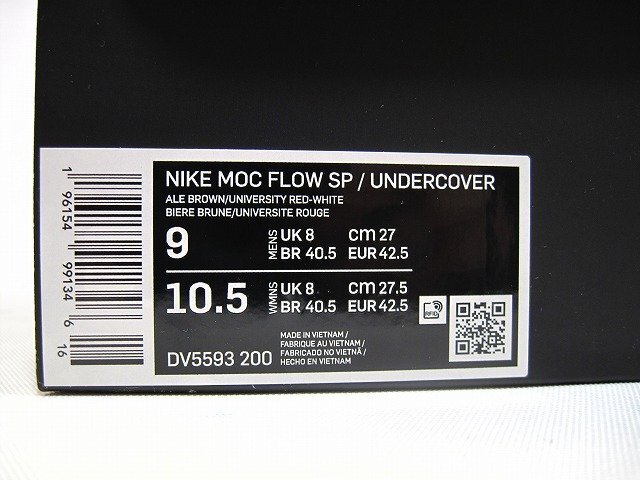 NIKE MOC FLOW SP / UNDERCOVER
ALE BROWN/UNIVERSITY RED-WHITE
BIERE BRUNE/UNIVERSITE ROUGE
9 MENS UK 8 CM 27
BR 40.5 EUR 42.5
10.5 WMNS UK 8 CM 27.5
BR 40.5 EUR 42.5
RFID
DV5593 200
MADE IN VIETNAM /
FABRIQUE AU VIETNAM /
FABRICADO NO VIETNÃ /
HECHO EN VIETNAM
1 96154 99134 6 16